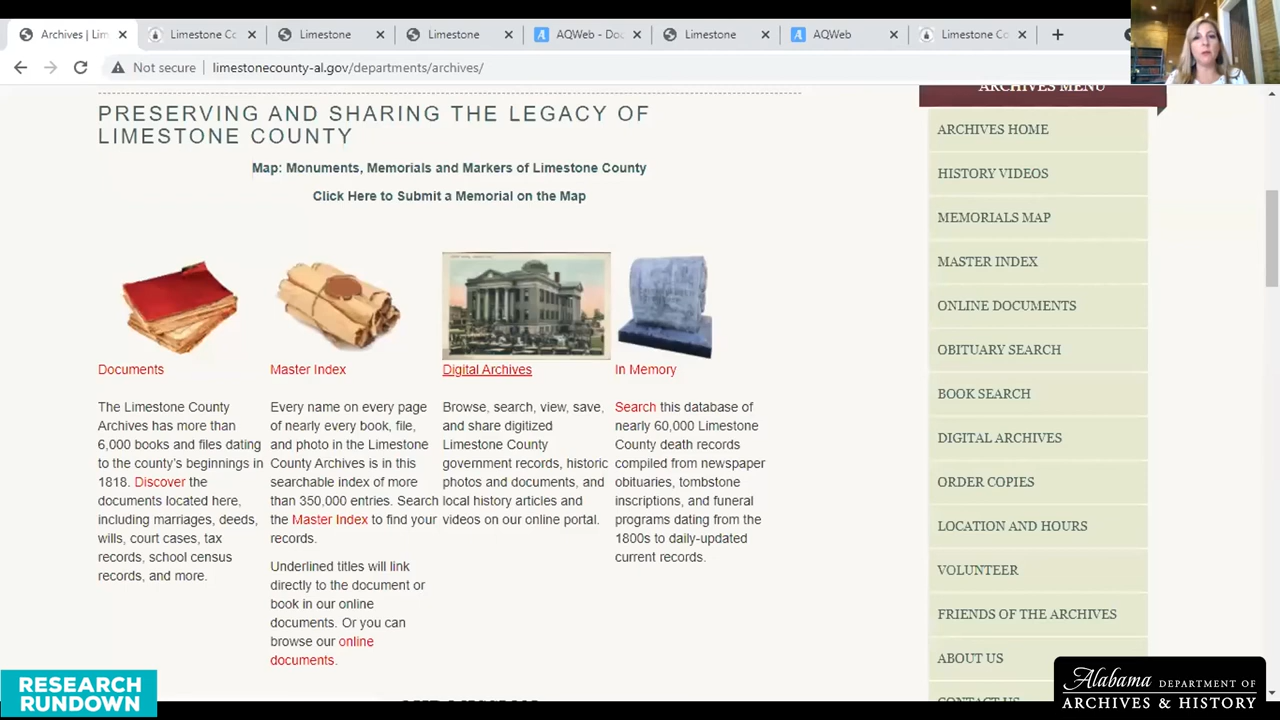 Archives | Lim
Limestone Co
Limestone
Limestone
AQWeb - Doc
Limestone
AQWeb
Limestone Co
Not secure
limestonecounty-al.gov/departments/archives/
PRESERVING AND SHARING THE LEGACY OF
LIMESTONE COUNTY
Map: Monuments, Memorials and Markers of Limestone County
Click Here to Submit a Memorial on the Map
Documents
The Limestone County
Archives has more than
6,000 books and files dating
to the county's beginnings in
1818. Discover the
documents located here,
including marriages, deeds,
wills, court cases, tax
records, school census
records, and more.
Master Index
Every name on every page
of nearly every book, file,
and photo in the Limestone
County Archives is in this
searchable index of more
than 350,000 entries. Search
the Master Index to find your
records.
Underlined titles will link
directly to the document or
book in our online
documents. Or you can
browse our online
documents.
Digital Archives
Browse, search, view, save,
and share digitized
Limestone County
government records, historic
photos and documents, and
local history articles and
videos on our online portal.
In Memory
Search this database of
nearly 60,000 Limestone
County death records
compiled from newspaper
obituaries, tombstone
inscriptions, and funeral
programs dating from the
1800s to daily-updated
current records.
ARCHIVES MENU
ARCHIVES HOME
HISTORY VIDEOS
MEMORIALS MAP
MASTER INDEX
ONLINE DOCUMENTS
OBITUARY SEARCH
BOOK SEARCH
DIGITAL ARCHIVES
ORDER COPIES
LOCATION AND HOURS
VOLUNTEER
FRIENDS OF THE ARCHIVES
ABOUT US
CONTACT US
RESEARCH
RUNDOWN
Alabama DEPARTMENT OF
ARCHIVES & HISTORY